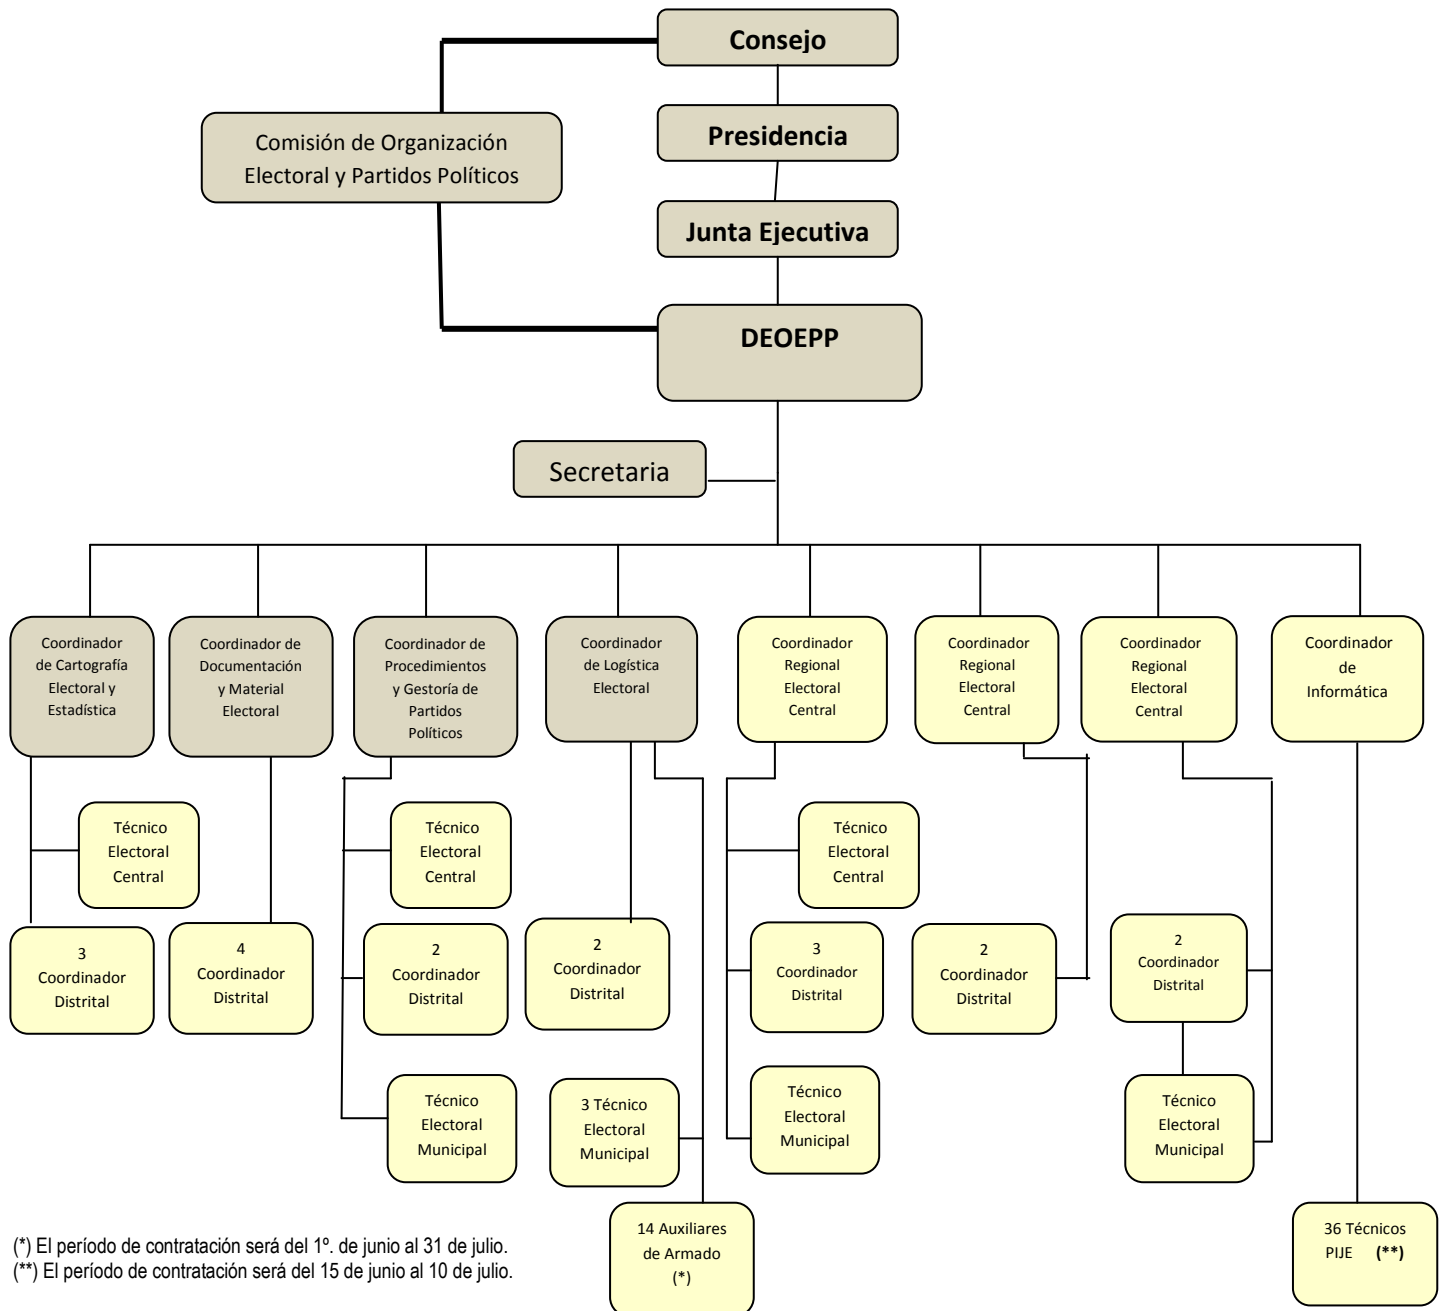 Consejo
Comisión de Organización
Electoral y Partidos Políticos
Presidencia
Junta Ejecutiva
DEOEPP
Secretaria
Coordinador
de Cartografía
Electoral y
Estadística
Coordinador de
Documentación
y Material
Electoral
Coordinador de
Procedimientos
y Gestoría de
Partidos
Políticos
Coordinador
de Logística
Electoral
Coordinador
Regional
Electoral
Central
Coordinador
Regional
Electoral
Central
Coordinador
Regional
Electoral
Central
Coordinador
de
Informática
Técnico
Electoral
Central
Técnico
Electoral
Central
Técnico
Electoral
Central
3
Coordinador
Distrital
4
Coordinador
Distrital
2
Coordinador
Distrital
2
Coordinador
Distrital
3
Coordinador
Distrital
2
Coordinador
Distrital
2
Coordinador
Distrital
Técnico
Electoral
Municipal
3 Técnico
Electoral
Municipal
Técnico
Electoral
Municipal
Técnico
Electoral
Municipal
14 Auxiliares
de Armado
(*)
36 Técnicos
PIJE (**)
(*) El período de contratación será del 1º. de junio al 31 de julio.
(**) El período de contratación será del 15 de junio al 10 de julio.